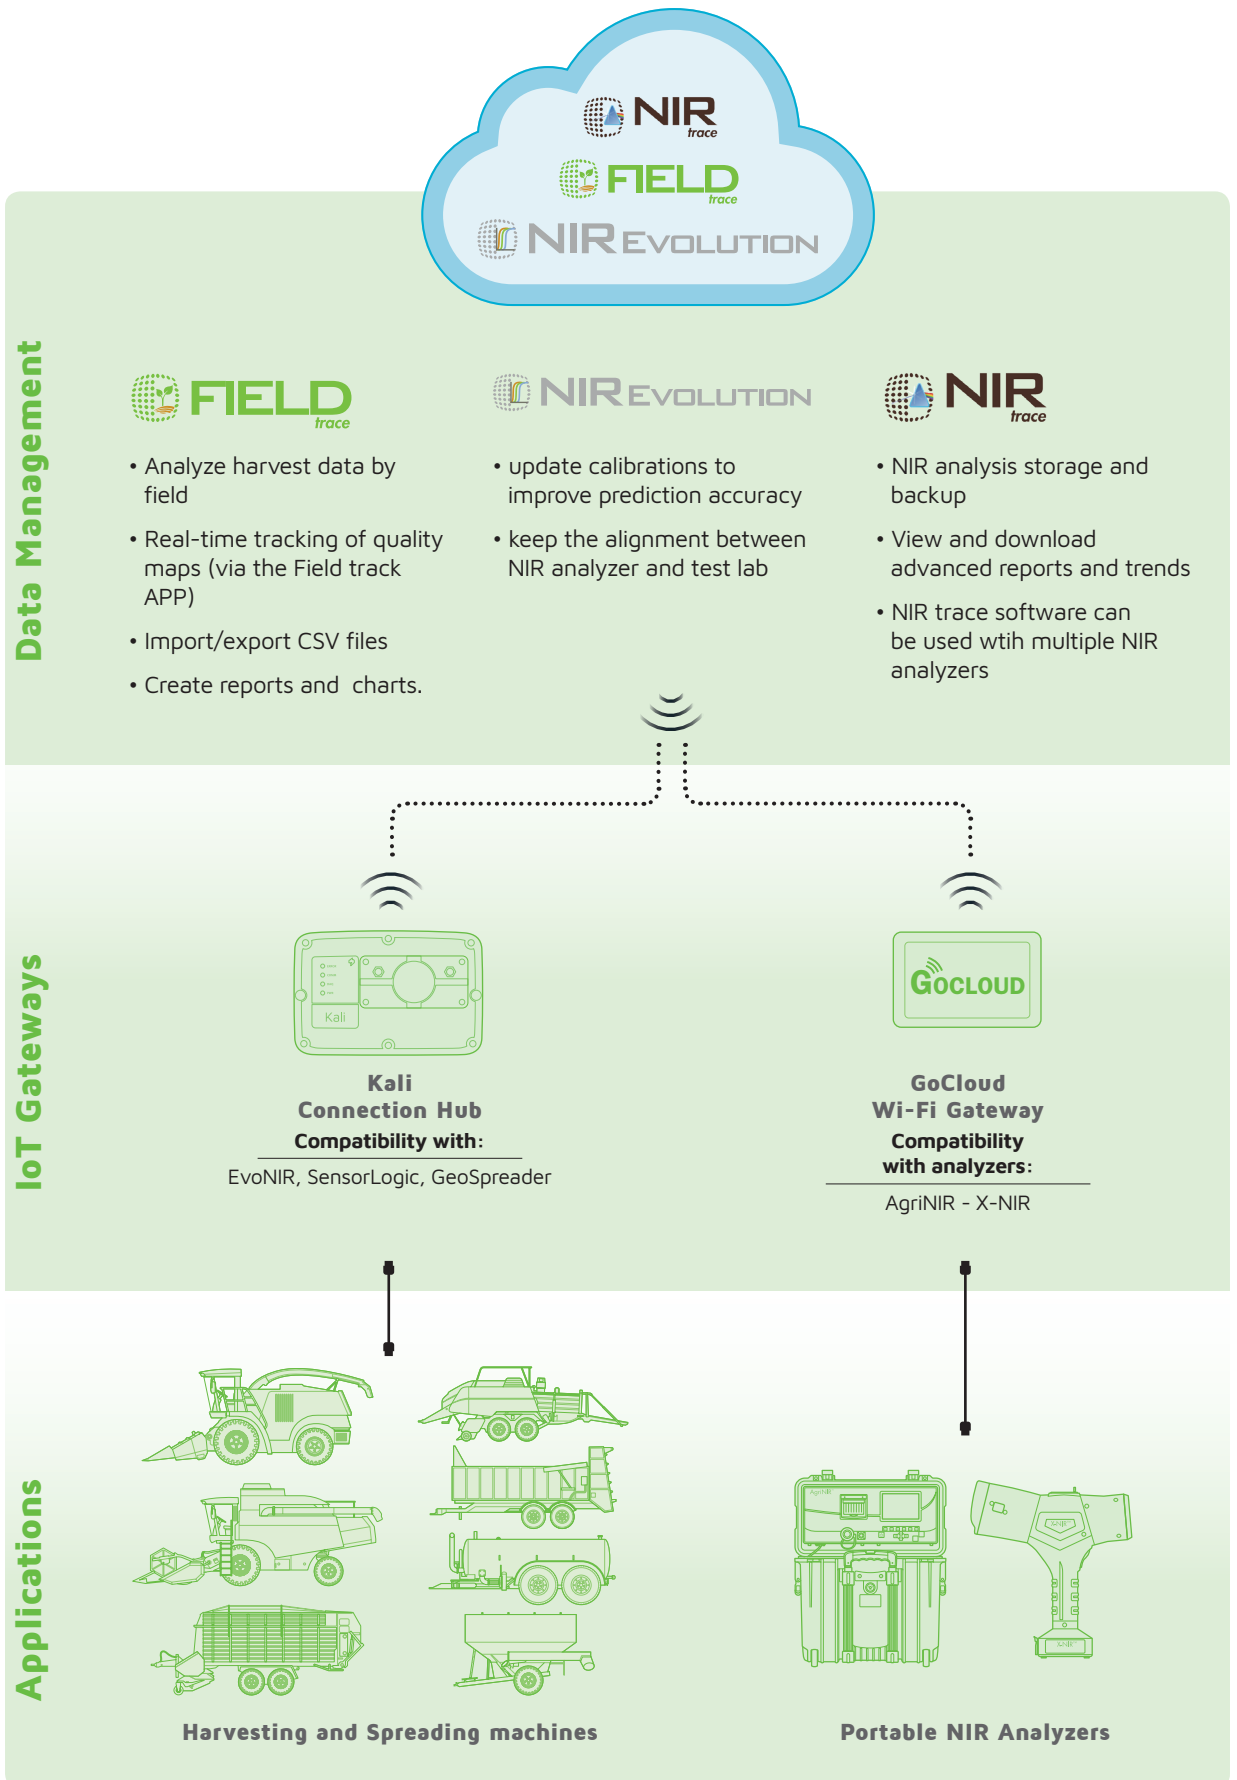 NIR
trace
FIELD
trace
NIR EVOLUTION
Data Management
FIELD
trace
• Analyze harvest data by
field
• Real-time tracking of quality
maps (via the Field track
APP)
• Import/export CSV files
• Create reports and charts.
NIR EVOLUTION
• update calibrations to
improve prediction accuracy
• keep the alignment between
NIR analyzer and test lab
NIR
trace
• NIR analysis storage and
backup
• View and download
advanced reports and trends
• NIR trace software can
be used wtih multiple NIR
analyzers
IoT Gateways
Kali
Kali
Connection Hub
Compatibility with:
EvoNIR, SensorLogic, GeoSpreader
GOCLOUD
GoCloud
Wi-Fi Gateway
Compatibility
with analyzers:
AgriNIR - X-NIR
Applications
Harvesting and Spreading machines
AgriNIR
X-NIR
X-NIR
Portable NIR Analyzers